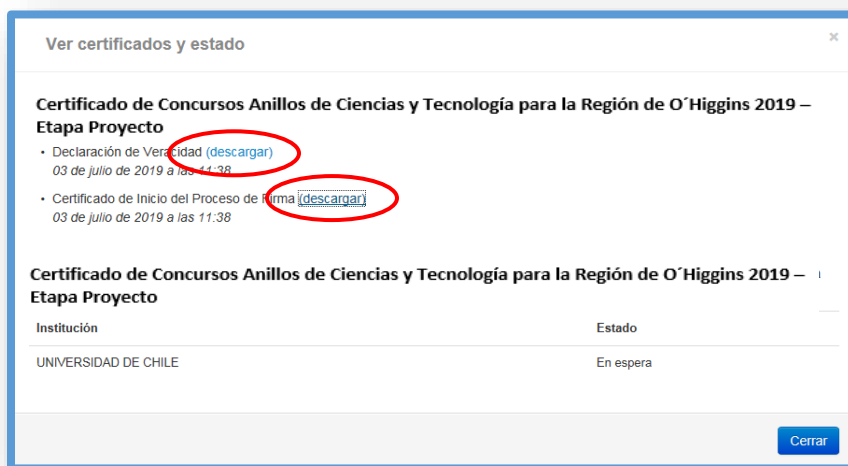 Ver certificados y estado
×
Certificado de Concursos Anillos de Ciencias y Tecnología para la Región de O´Higgins 2019 –
Etapa Proyecto
• Declaración de Veracidad (descargar)
03 de julio de 2019 a las 11:38
• Certificado de Inicio del Proceso de Firma (descargar)
03 de julio de 2019 a las 11:38
Certificado de Concursos Anillos de Ciencias y Tecnología para la Región de O´Higgins 2019 –
Etapa Proyecto
Institución Estado
UNIVERSIDAD DE CHILE En espera
Cerrar